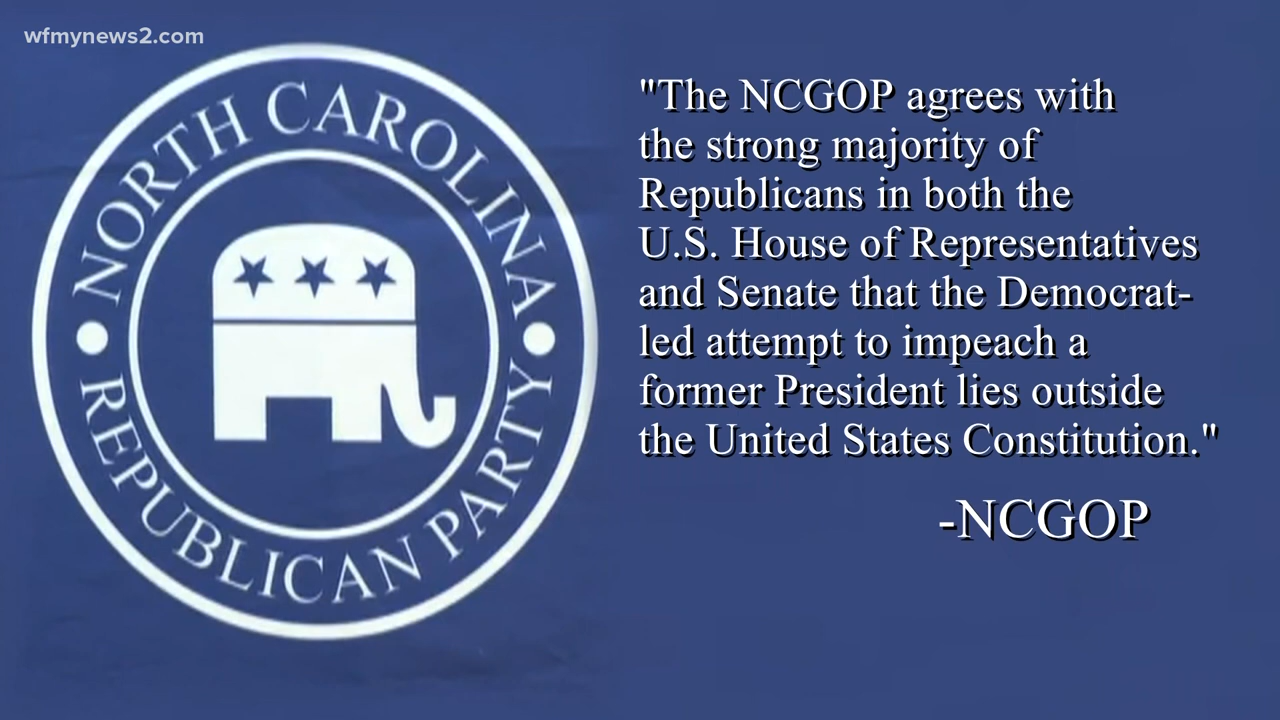 wfmynews2.com
NORTH CAROLINA
REPUBLICAN PARTY
"The NCGOP agrees with
the strong majority of
Republicans in both the
U.S. House of Representatives
and Senate that the Democrat-
led attempt to impeach a
former President lies outside
the United States Constitution."
-NCGOP